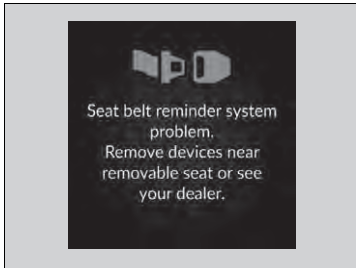 Seat belt reminder system
problem.
Remove devices near
removable seat or see
your dealer.